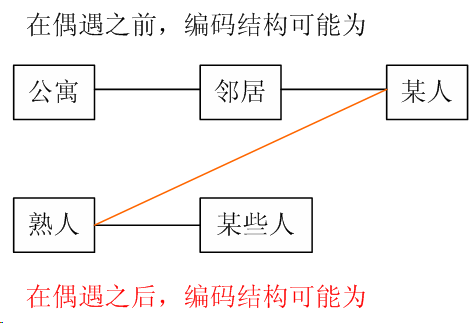 在偶遇之前，编码结构可能为
公寓 邻居 某人
熟人 某些人
在偶遇之后，编码结构可能为